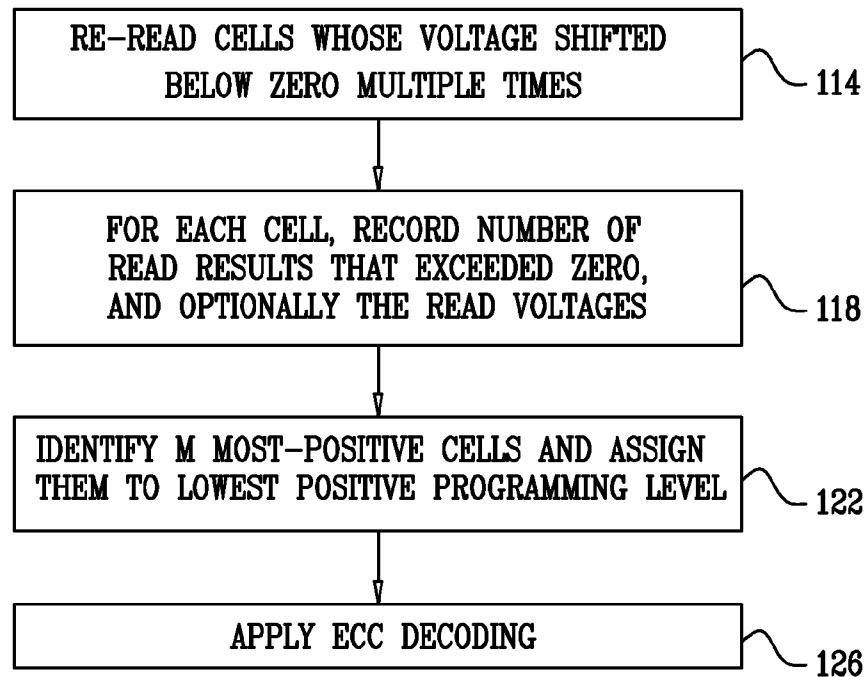 RE-READ CELLS WHOSE VOLTAGE SHIFTED
BELOW ZERO MULTIPLE TIMES
114
FOR EACH CELL, RECORD NUMBER OF
READ RESULTS THAT EXCEEDED ZERO,
AND OPTIONALLY THE READ VOLTAGES
118
IDENTIFY M MOST-POSITIVE CELLS AND ASSIGN
THEM TO LOWEST POSITIVE PROGRAMMING LEVEL
122
APPLY ECC DECODING
126